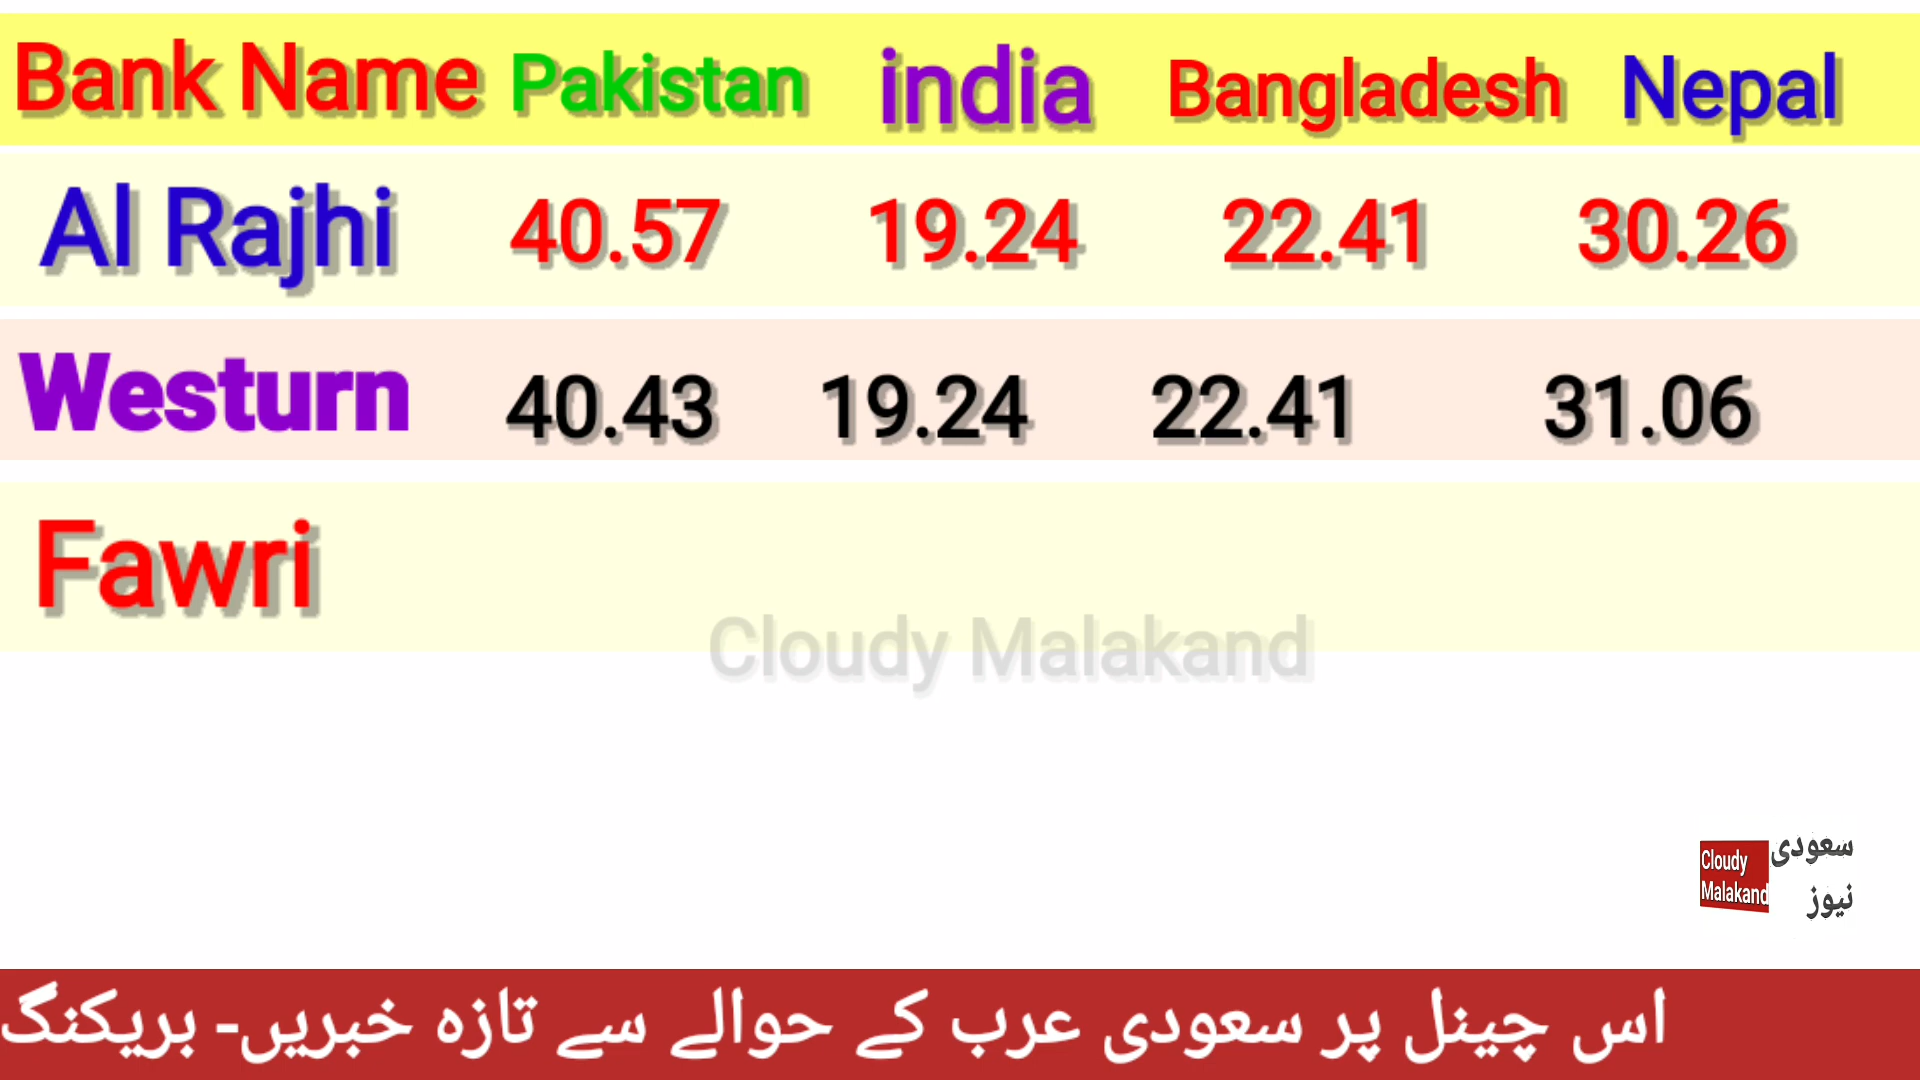 Bank Name Pakistan india Bangladesh Nepal
Al Rajhi 40.57 19.24 22.41 30.26
Westurn 40.43 19.24 22.41 31.06
Fawri
Cloudy Malakand
Cloudy سعودی
Malakand نیوز
اس چینل پر سعودی عرب کے حوالے سے تازہ خبریں- بریکنگ